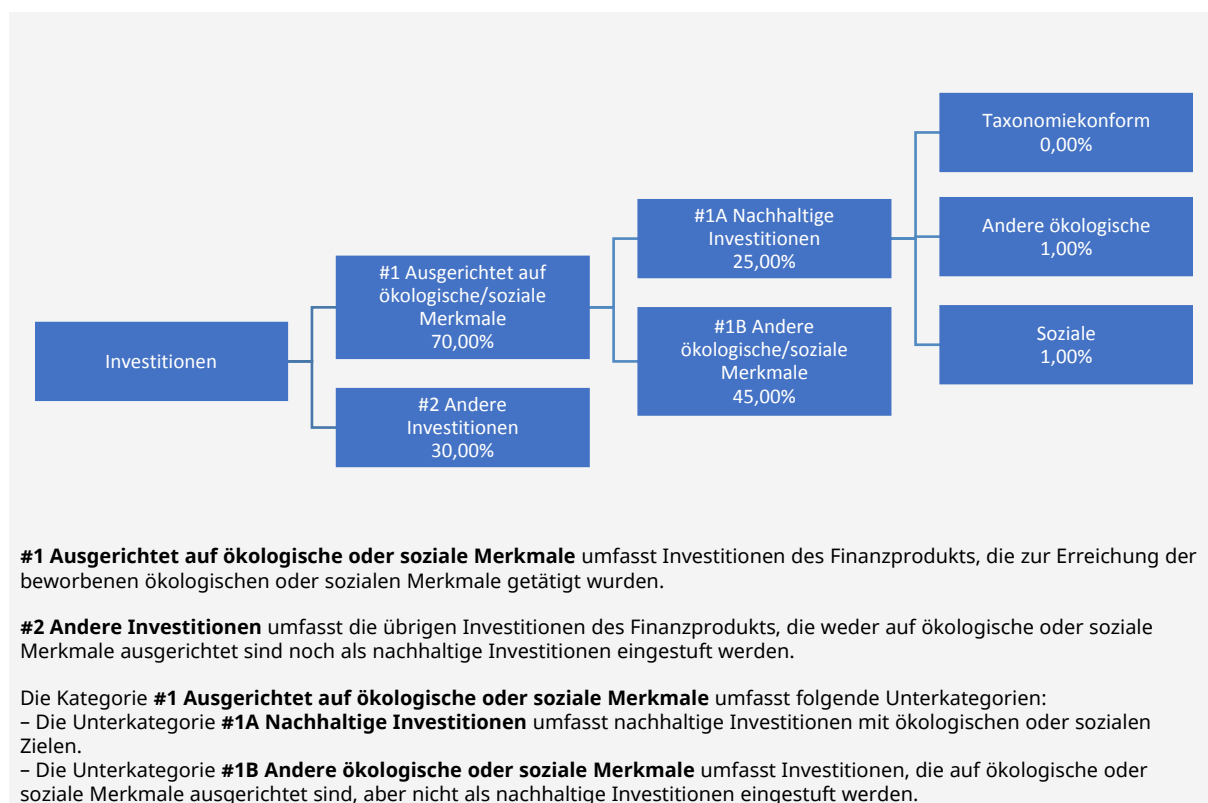 Investitionen
#1 Ausgerichtet auf
ökologische/soziale
Merkmale
70,00%
#2 Andere
Investitionen
30,00%
#1A Nachhaltige
Investitionen
25,00%
#1B Andere
ökologische/soziale
Merkmale
45,00%
Taxonomiekonform
0,00%
Andere ökologische
1,00%
Soziale
1,00%
#1 Ausgerichtet auf ökologische oder soziale Merkmale umfasst Investitionen des Finanzprodukts, die zur Erreichung der
beworbenen ökologischen oder sozialen Merkmale getätigt wurden.
#2 Andere Investitionen umfasst die übrigen Investitionen des Finanzprodukts, die weder auf ökologische oder soziale
Merkmale ausgerichtet sind noch als nachhaltige Investitionen eingestuft werden.
Die Kategorie #1 Ausgerichtet auf ökologische oder soziale Merkmale umfasst folgende Unterkategorien:
– Die Unterkategorie #1A Nachhaltige Investitionen umfasst nachhaltige Investitionen mit ökologischen oder sozialen
Zielen.
– Die Unterkategorie #1B Andere ökologische oder soziale Merkmale umfasst Investitionen, die auf ökologische oder
soziale Merkmale ausgerichtet sind, aber nicht als nachhaltige Investitionen eingestuft werden.